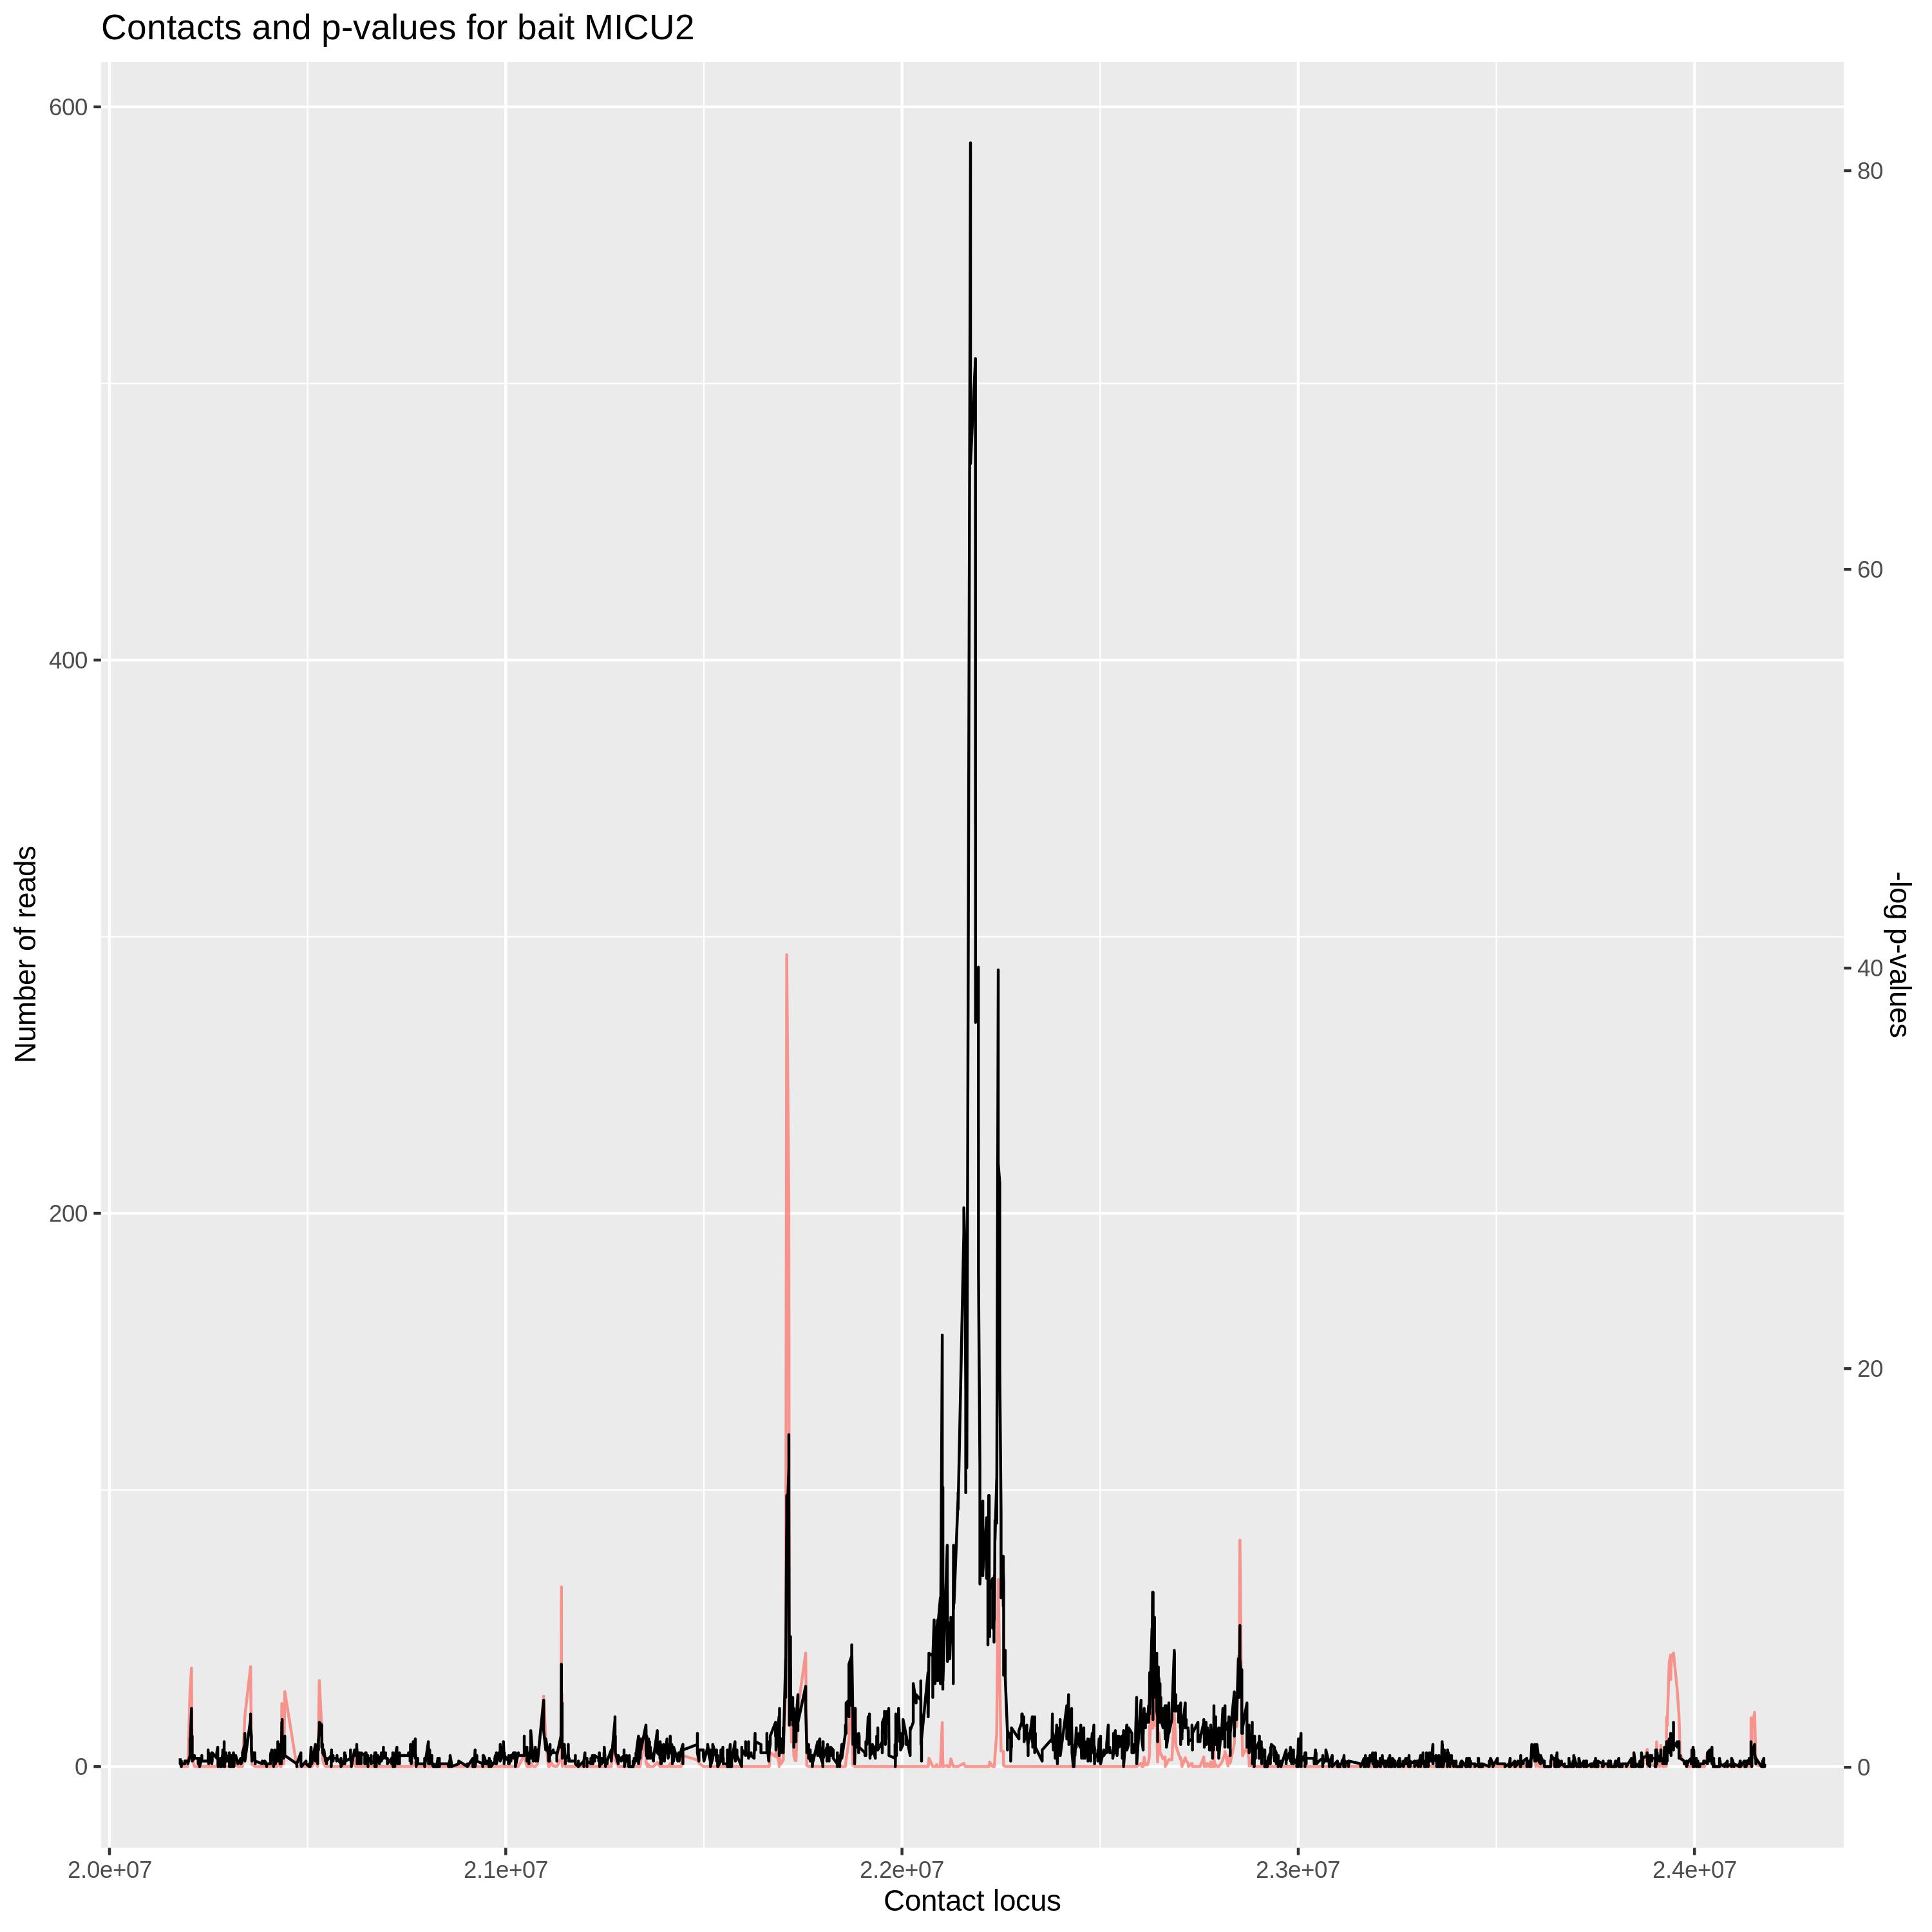 Contacts and p-values for bait MICU2
600
400
200
0
Number of reads
80
60
40
20
0
-log p-values
2.0e+07
2.1e+07
2.2e+07
2.3e+07
2.4e+07
Contact locus